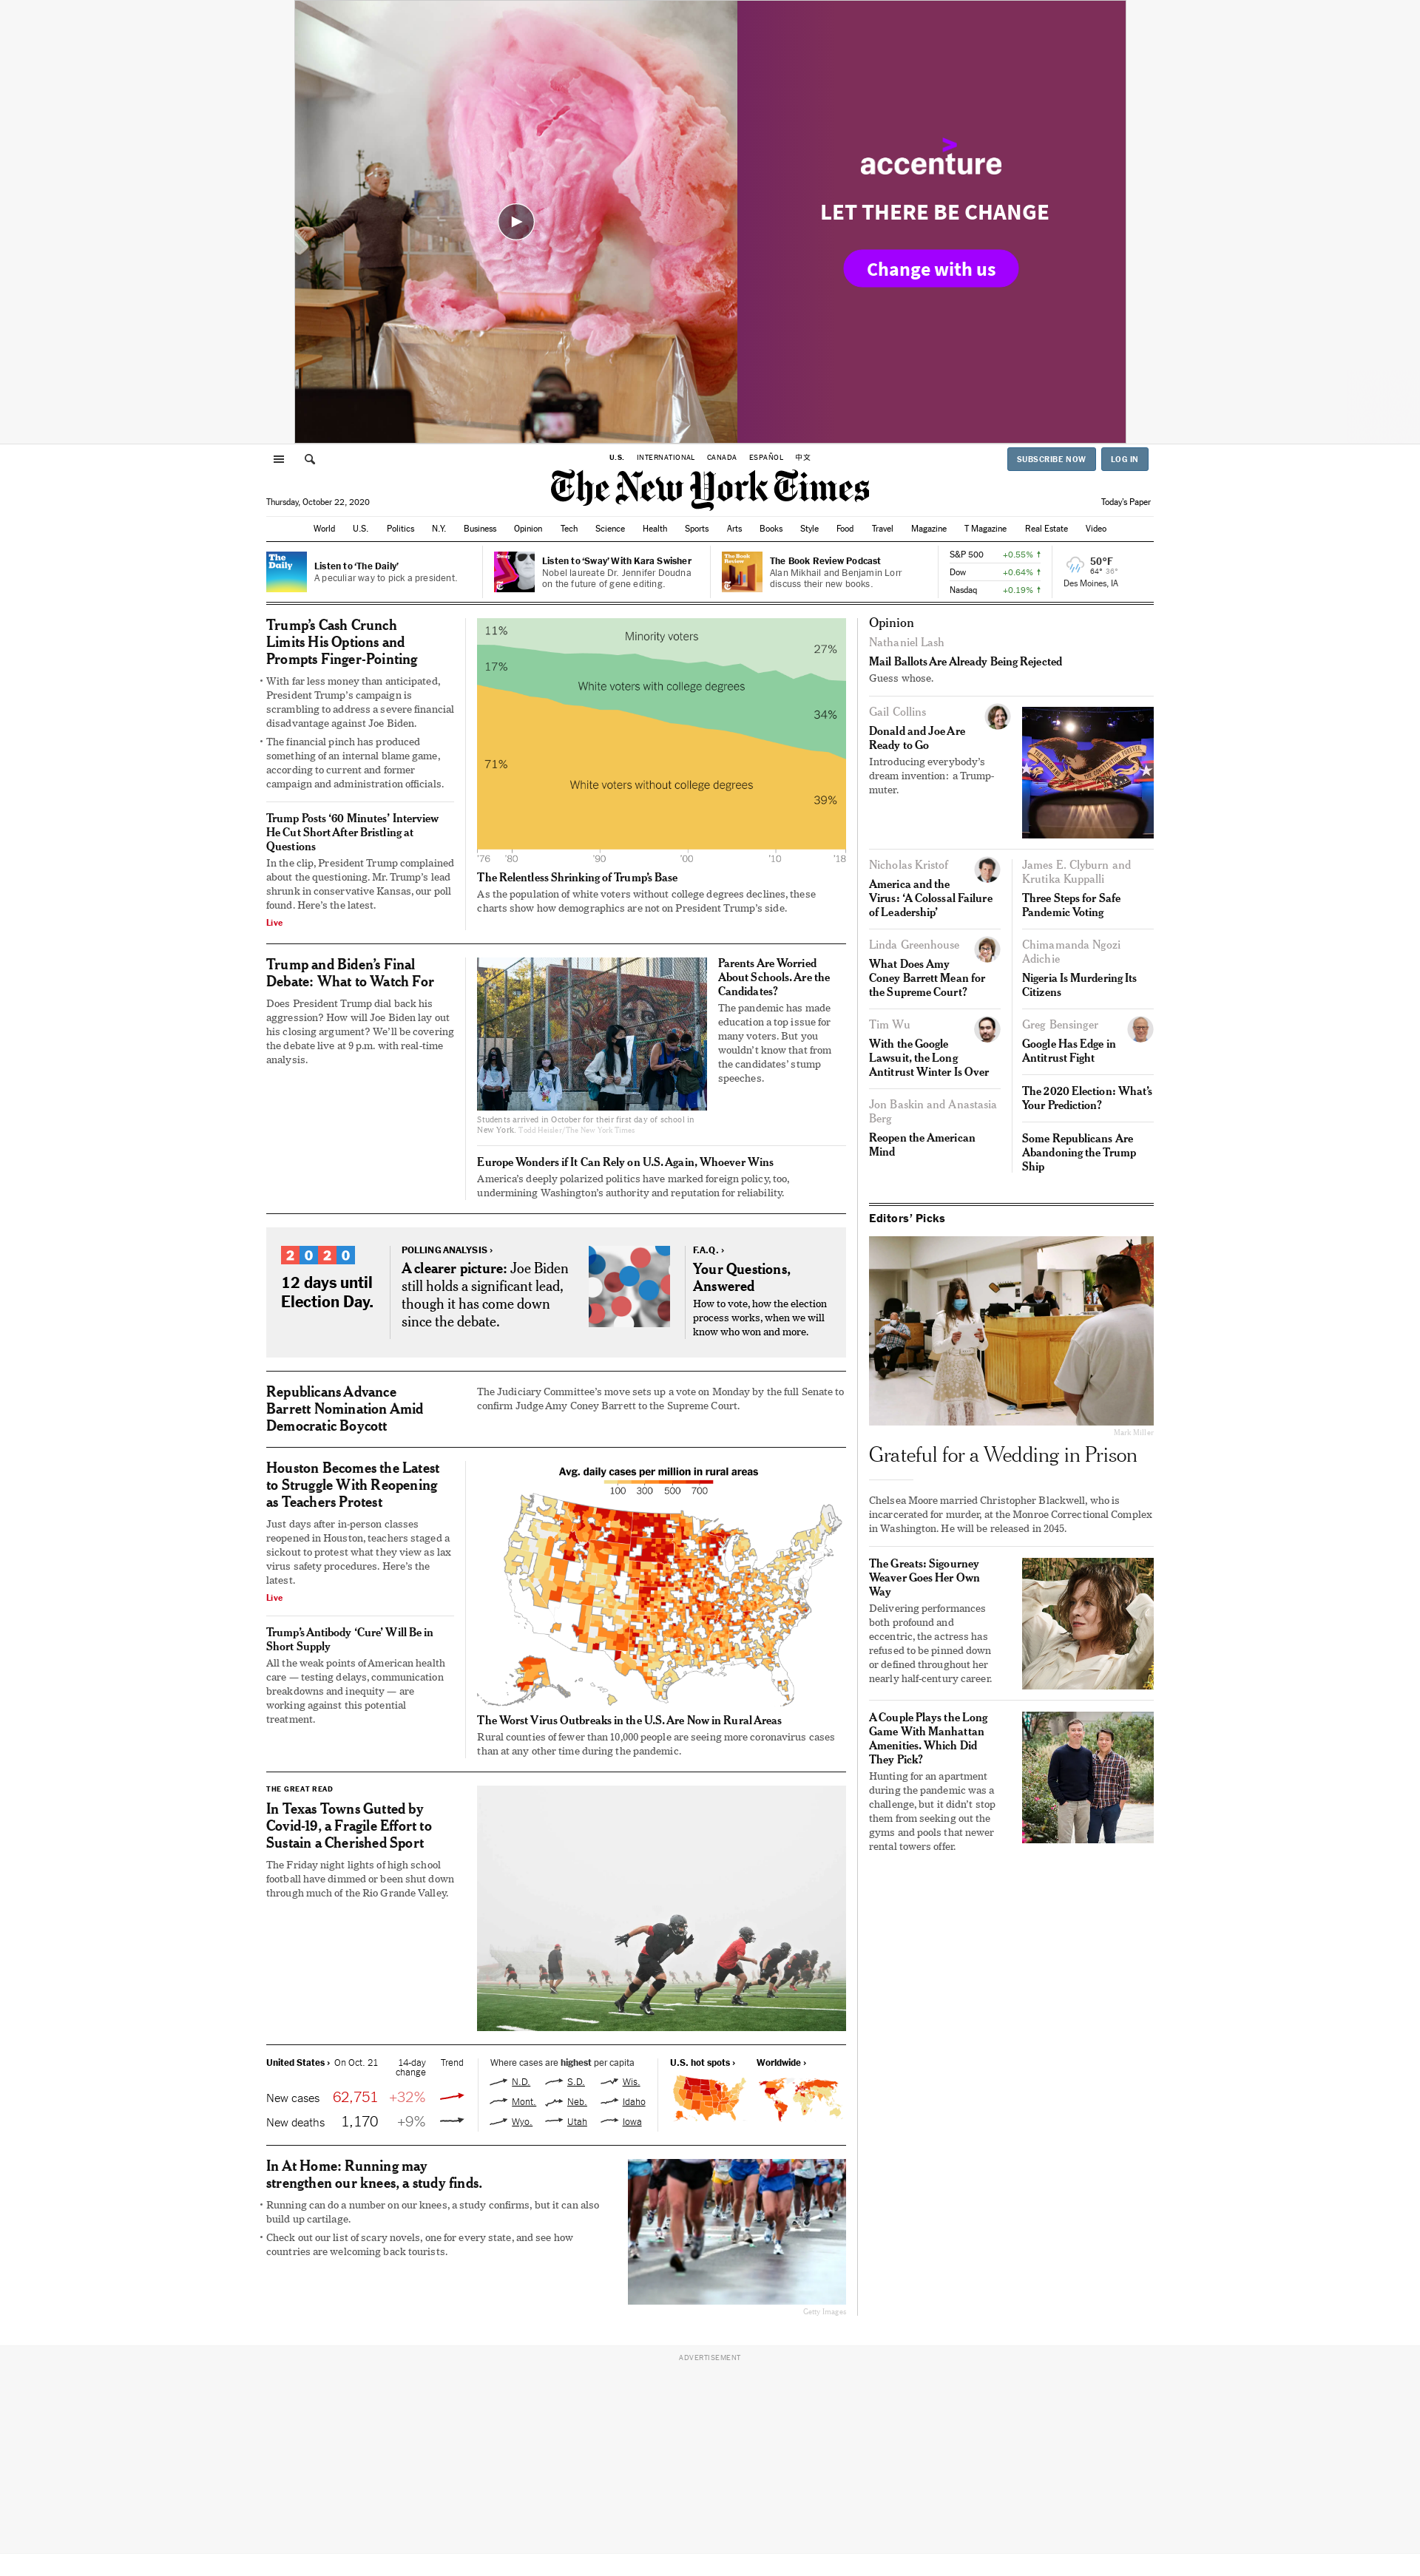 accenture
LET THERE BE CHANGE
Change with us
U.S. INTERNATIONAL CANADA ESPAÑOL 中文
SUBSCRIBE NOW LOG IN
The New York Times
Thursday, October 22, 2020
Today's Paper
World U.S. Politics N.Y. Business Opinion Tech Science Health Sports Arts Books Style Food Travel Magazine T Magazine Real Estate Video
The
Daily
Listen to ‘The Daily’
A peculiar way to pick a president.
Sway
Listen to ‘Sway’ With Kara Swisher
Nobel laureate Dr. Jennifer Doudna
on the future of gene editing.
The Book
Review
The Book Review Podcast
Alan Mikhail and Benjamin Lorr
discuss their new books.
S&P 500 +0.55% ↑
Dow +0.64% ↑
Nasdaq +0.19% ↑
50°F
64° 36°
Des Moines, IA
Trump’s Cash Crunch
Limits His Options and
Prompts Finger-Pointing
• With far less money than anticipated,
President Trump’s campaign is
scrambling to address a severe financial
disadvantage against Joe Biden.
• The financial pinch has produced
something of an internal blame game,
according to current and former
campaign and administration officials.
Trump Posts ‘60 Minutes’ Interview
He Cut Short After Bristling at
Questions
In the clip, President Trump complained
about the questioning. Mr. Trump’s lead
shrunk in conservative Kansas, our poll
found. Here’s the latest.
Live
11%
Minority voters
27%
17%
White voters with college degrees
34%
71%
White voters without college degrees
39%
’76 ’80 ’90 ’00 ’10 ’18
The Relentless Shrinking of Trump’s Base
As the population of white voters without college degrees declines, these
charts show how demographics are not on President Trump’s side.
Trump and Biden’s Final
Debate: What to Watch For
Does President Trump dial back his
aggression? How will Joe Biden lay out
his closing argument? We’ll be covering
the debate live at 9 p.m. with real-time
analysis.
Students arrived in October for their first day of school in
New York. Todd Heisler/The New York Times
Parents Are Worried
About Schools. Are the
Candidates?
The pandemic has made
education a top issue for
many voters. But you
wouldn’t know that from
the candidates’ stump
speeches.
Europe Wonders if It Can Rely on U.S. Again, Whoever Wins
America’s deeply polarized politics have marked foreign policy, too,
undermining Washington’s authority and reputation for reliability.
2020
12 days until
Election Day.
POLLING ANALYSIS ›
A clearer picture: Joe Biden
still holds a significant lead,
though it has come down
since the debate.
F.A.Q. ›
Your Questions,
Answered
How to vote, how the election
process works, when we will
know who won and more.
Republicans Advance
Barrett Nomination Amid
Democratic Boycott
The Judiciary Committee’s move sets up a vote on Monday by the full Senate to
confirm Judge Amy Coney Barrett to the Supreme Court.
Houston Becomes the Latest
to Struggle With Reopening
as Teachers Protest
Just days after in-person classes
reopened in Houston, teachers staged a
sickout to protest what they view as lax
virus safety procedures. Here’s the
latest.
Live
Trump’s Antibody ‘Cure’ Will Be in
Short Supply
All the weak points of American health
care — testing delays, communication
breakdowns and inequity — are
working against this potential
treatment.
Avg. daily cases per million in rural areas
100 300 500 700
The Worst Virus Outbreaks in the U.S. Are Now in Rural Areas
Rural counties of fewer than 10,000 people are seeing more coronavirus cases
than at any other time during the pandemic.
THE GREAT READ
In Texas Towns Gutted by
Covid-19, a Fragile Effort to
Sustain a Cherished Sport
The Friday night lights of high school
football have dimmed or been shut down
through much of the Rio Grande Valley.
United States › On Oct. 21 14-day
change Trend
New cases 62,751 +32%
New deaths 1,170 +9%
Where cases are highest per capita
N.D. S.D. Wis.
Mont. Neb. Idaho
Wyo. Utah Iowa
U.S. hot spots › Worldwide ›
In At Home: Running may
strengthen our knees, a study finds.
• Running can do a number on our knees, a study confirms, but it can also
build up cartilage.
• Check out our list of scary novels, one for every state, and see how
countries are welcoming back tourists.
Getty Images
Opinion
Nathaniel Lash
Mail Ballots Are Already Being Rejected
Guess whose.
Gail Collins
Donald and Joe Are
Ready to Go
Introducing everybody’s
dream invention: a Trump-
muter.
Nicholas Kristof
America and the
Virus: ‘A Colossal Failure
of Leadership’
James E. Clyburn and
Krutika Kuppalli
Three Steps for Safe
Pandemic Voting
Linda Greenhouse
What Does Amy
Coney Barrett Mean for
the Supreme Court?
Chimamanda Ngozi
Adichie
Nigeria Is Murdering Its
Citizens
Tim Wu
With the Google
Lawsuit, the Long
Antitrust Winter Is Over
Greg Bensinger
Google Has Edge in
Antitrust Fight
Jon Baskin and Anastasia
Berg
Reopen the American
Mind
The 2020 Election: What’s
Your Prediction?
Some Republicans Are
Abandoning the Trump
Ship
Editors’ Picks
Mark Miller
Grateful for a Wedding in Prison
Chelsea Moore married Christopher Blackwell, who is
incarcerated for murder, at the Monroe Correctional Complex
in Washington. He will be released in 2045.
The Greats: Sigourney
Weaver Goes Her Own
Way
Delivering performances
both profound and
eccentric, the actress has
refused to be pinned down
or defined throughout her
nearly half-century career.
A Couple Plays the Long
Game With Manhattan
Amenities. Which Did
They Pick?
Hunting for an apartment
during the pandemic was a
challenge, but it didn’t stop
them from seeking out the
gyms and pools that newer
rental towers offer.
ADVERTISEMENT